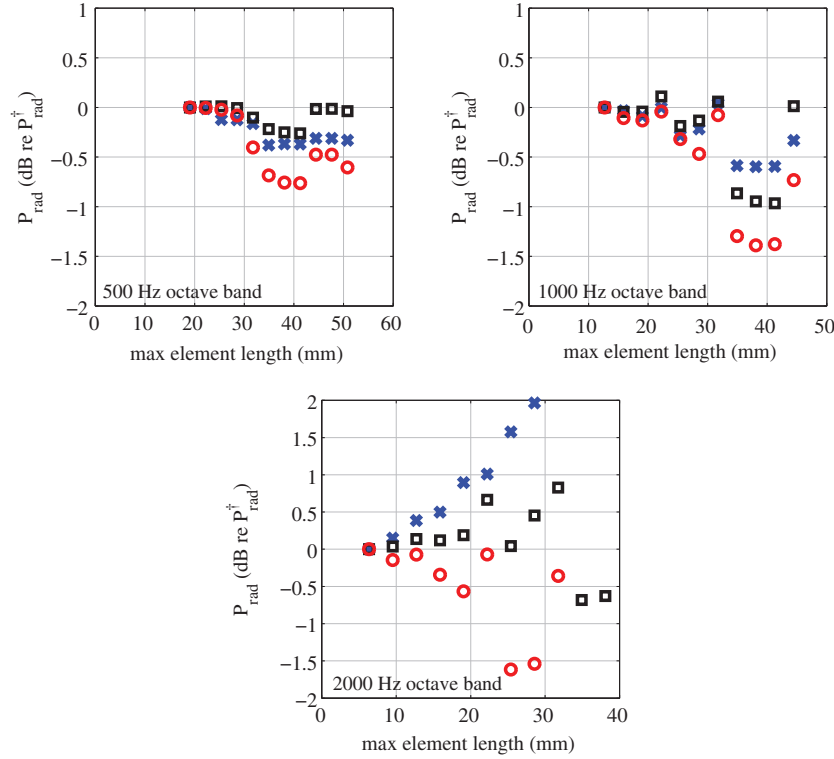 1
0.5
0
−0.5
−1
−1.5
−2
P_rad (dB re P†_rad)
500 Hz octave band
0 10 20 30 40 50 60
max element length (mm)
1
0.5
0
−0.5
−1
−1.5
−2
P_rad (dB re P†_rad)
1000 Hz octave band
0 10 20 30 40 50
max element length (mm)
2
1.5
1
0.5
0
−0.5
−1
−1.5
−2
P_rad (dB re P†_rad)
2000 Hz octave band
0 10 20 30 40
max element length (mm)